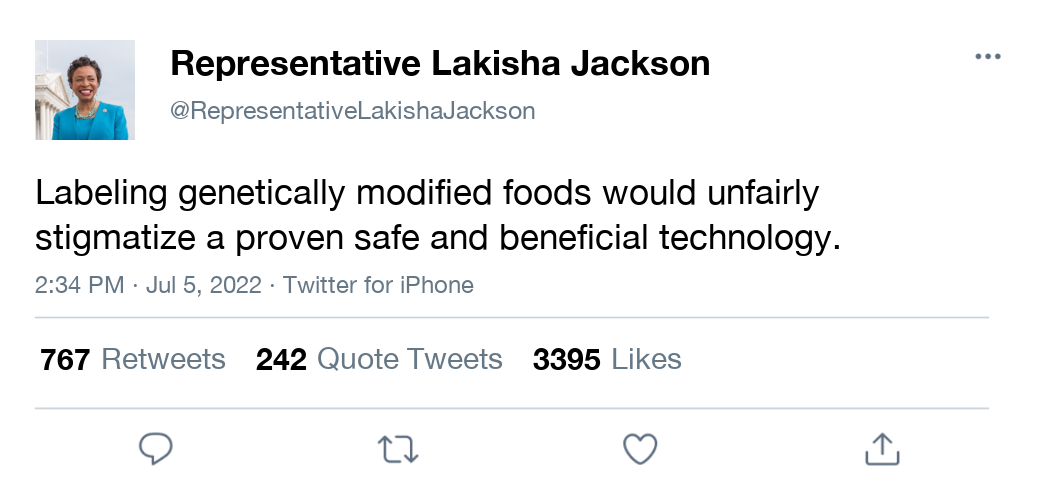 Representative Lakisha Jackson
@RepresentativeLakishaJackson
Labeling genetically modified foods would unfairly
stigmatize a proven safe and beneficial technology.
2:34 PM · Jul 5, 2022 · Twitter for iPhone
767 Retweets 242 Quote Tweets 3395 Likes